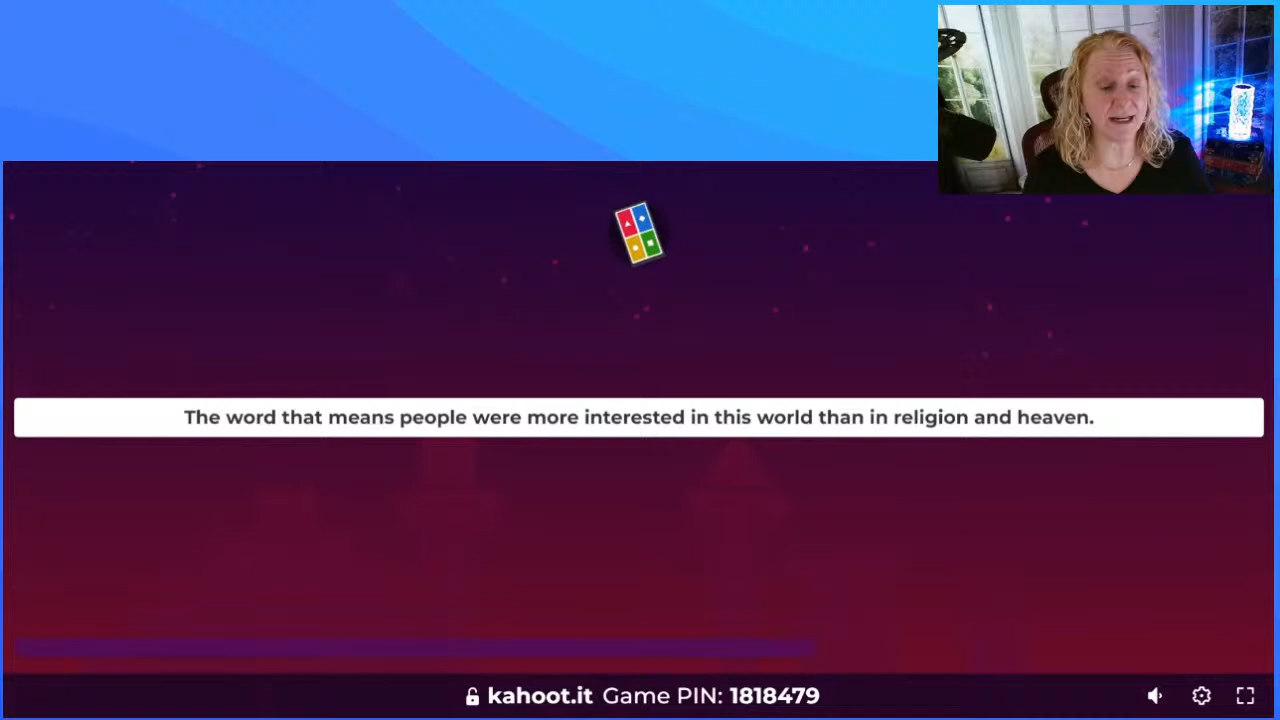 The word that means people were more interested in this world than in religion and heaven.
kahoot.it Game PIN: 1818479